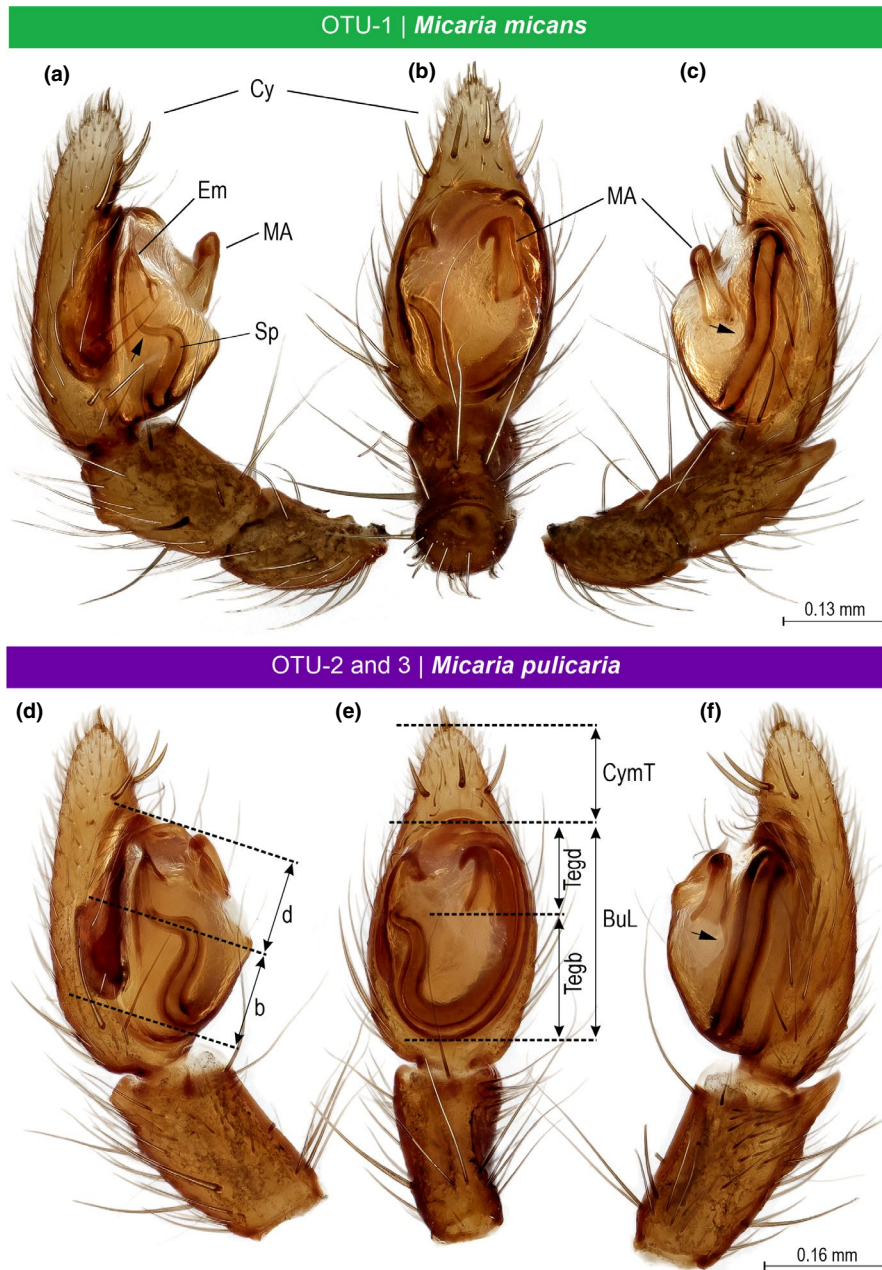 OTU-1 | Micaria micans
(a)
(b)
(c)
Cy
Em
MA
MA
Sp
0.13 mm
OTU-2 and 3 | Micaria pulicaria
(d)
(e)
(f)
CymT
Tegd
d
BuL
Tegb
b
0.16 mm